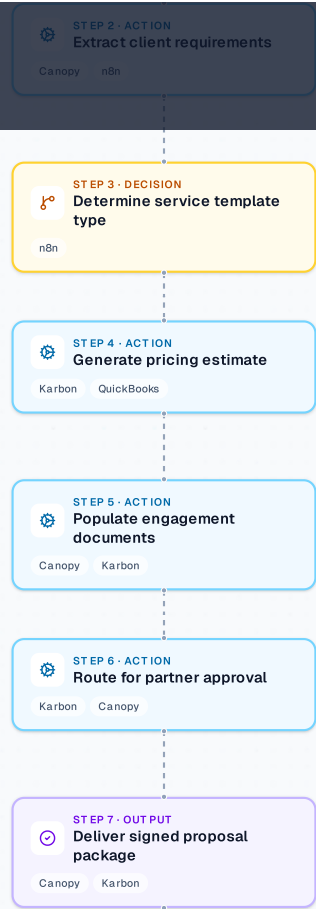 STEP 2 · ACTION
Extract client requirements
Canopy n8n
STEP 3 · DECISION
Determine service template
type
n8n
STEP 4 · ACTION
Generate pricing estimate
Karbon QuickBooks
STEP 5 · ACTION
Populate engagement
documents
Canopy Karbon
STEP 6 · ACTION
Route for partner approval
Karbon Canopy
STEP 7 · OUTPUT
Deliver signed proposal
package
Canopy Karbon